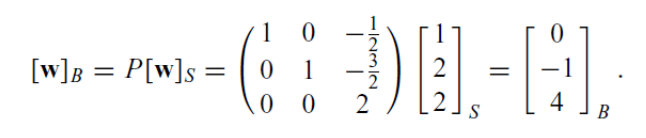 [w]_B = P[w]_S = \begin{pmatrix} 1 & 0 & -\frac{1}{2} \\ 0 & 1 & -\frac{3}{2} \\ 0 & 0 & 2 \end{pmatrix} \begin{bmatrix} 1 \\ 2 \\ 2 \end{bmatrix}_S = \begin{bmatrix} 0 \\ -1 \\ 4 \end{bmatrix}_B .